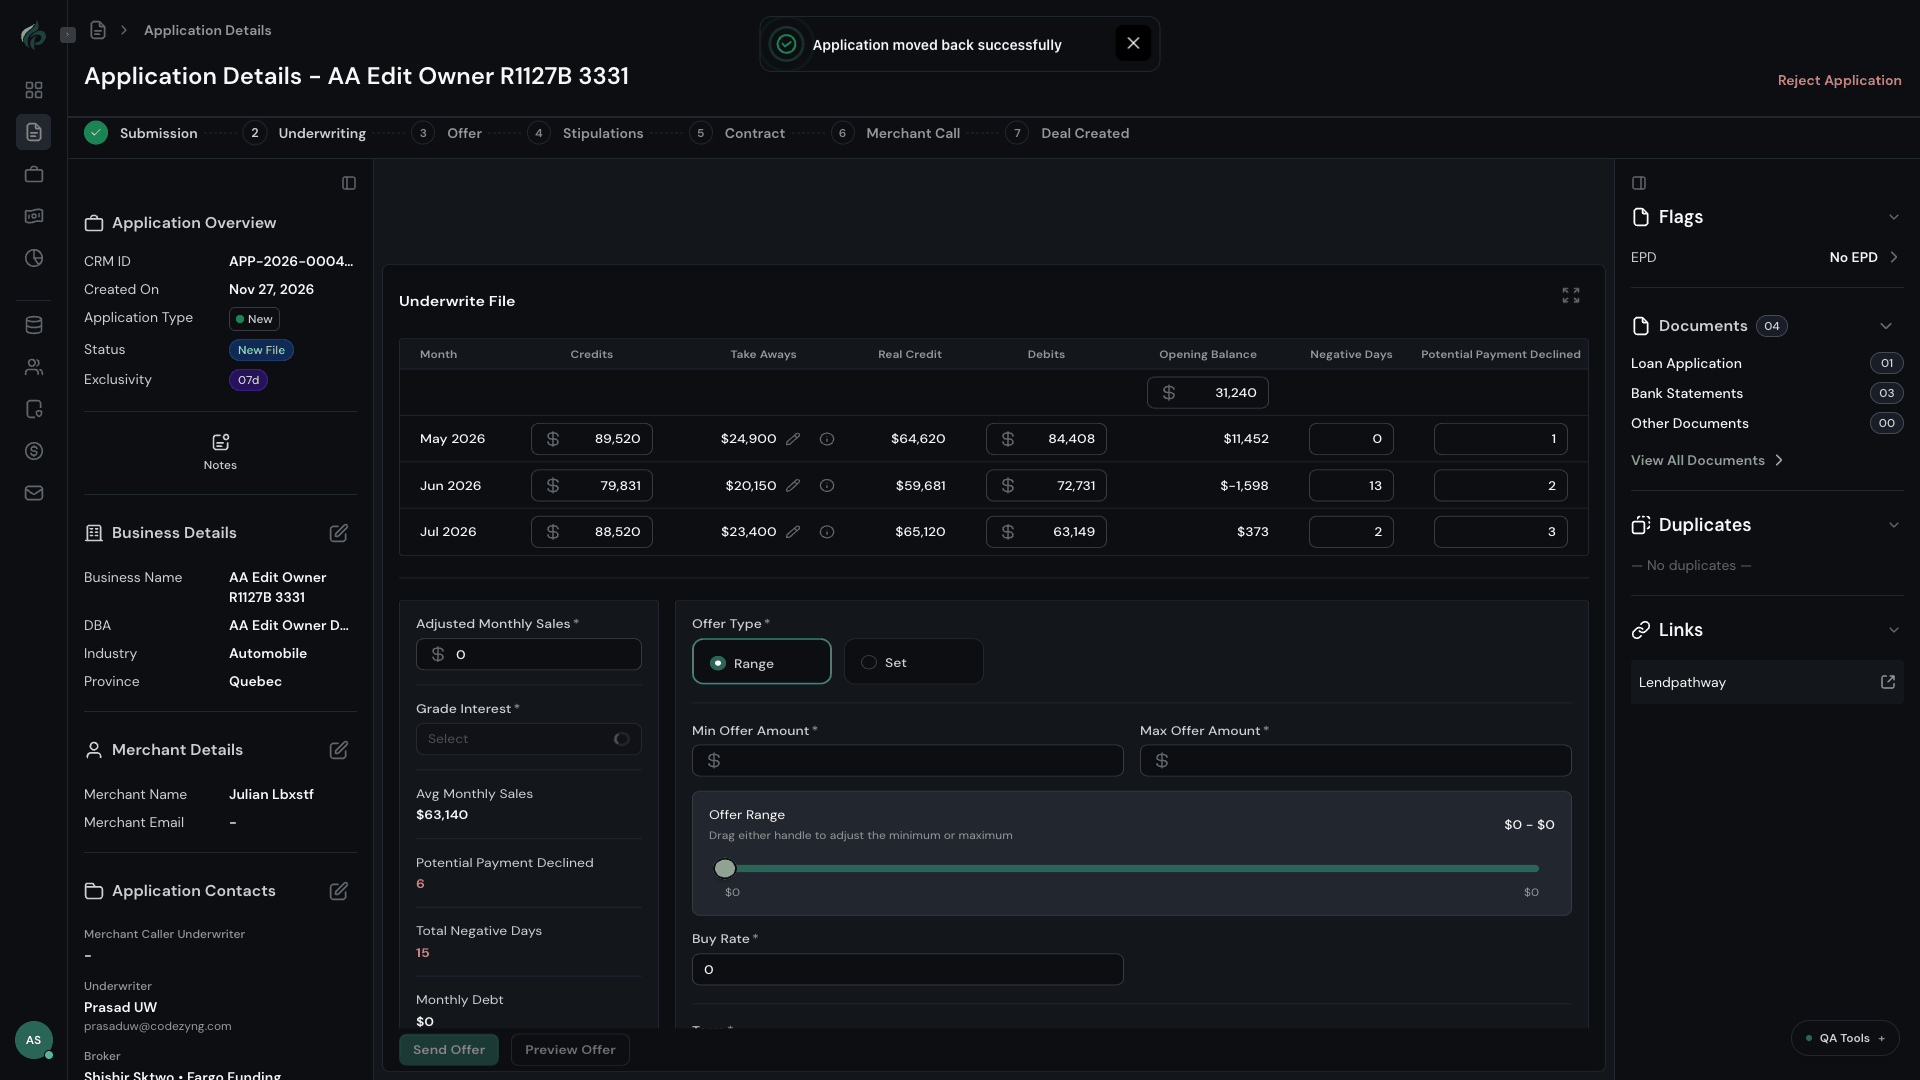 Application Details
Application moved back successfully
Application Details – AA Edit Owner R1127B 3331
Reject Application
Submission
2 Underwriting
3 Offer
4 Stipulations
5 Contract
6 Merchant Call
7 Deal Created
Application Overview
CRM ID APP-2026-0004...
Created On Nov 27, 2026
Application Type New
Status New File
Exclusivity 07d
Notes
Business Details
Business Name AA Edit Owner
R1127B 3331
DBA AA Edit Owner D...
Industry Automobile
Province Quebec
Merchant Details
Merchant Name Julian Lbxstf
Merchant Email -
Application Contacts
Merchant Caller Underwriter
-
Underwriter
Prasad UW
prasaduw@codezyng.com
Broker
Shishir Sktwo • Fargo Funding
AS
Underwrite File
Month Credits Take Aways Real Credit Debits Opening Balance Negative Days Potential Payment Declined
$ 31,240
May 2026 $ 89,520 $24,900 $64,620 $ 84,408 $11,452 0 1
Jun 2026 $ 79,831 $20,150 $59,681 $ 72,731 $-1,598 13 2
Jul 2026 $ 88,520 $23,400 $65,120 $ 63,149 $373 2 3
Adjusted Monthly Sales *
$ 0
Grade Interest *
Select
Avg Monthly Sales
$63,140
Potential Payment Declined
6
Total Negative Days
15
Monthly Debt
$0
Offer Type *
Range
Set
Min Offer Amount *
$
Max Offer Amount *
$
Offer Range
Drag either handle to adjust the minimum or maximum
$0 – $0
$0
$0
Buy Rate *
0
Send Offer
Preview Offer
Flags
EPD No EPD
Documents 04
Loan Application 01
Bank Statements 03
Other Documents 00
View All Documents
Duplicates
— No duplicates —
Links
Lendpathway
QA Tools +